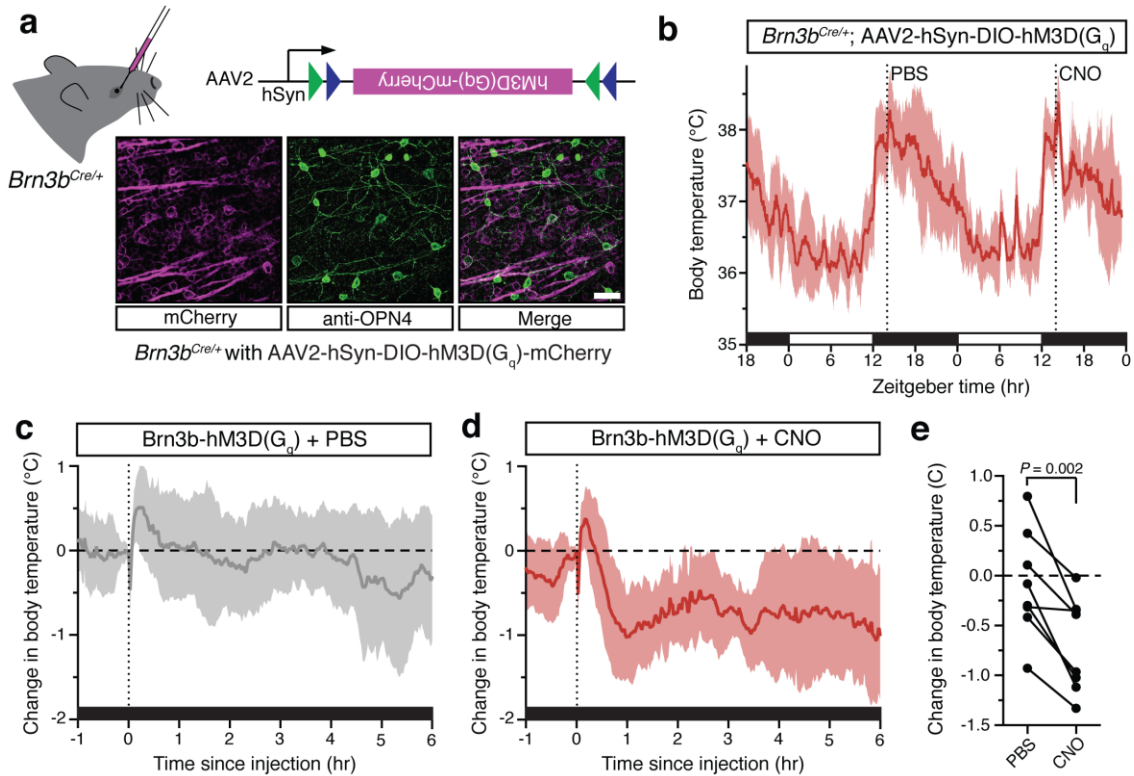 a
AAV2
hSyn
hM3D(Gq)-mCherry
Brn3b^Cre/+
mCherry
anti-OPN4
Merge
Brn3b^Cre/+ with AAV2-hSyn-DIO-hM3D(G_q)-mCherry
b
Brn3b^Cre/+; AAV2-hSyn-DIO-hM3D(G_q)
PBS
CNO
Body temperature (°C)
38
37
36
35
18 0 6 12 18 0 6 12 18 0
Zeitgeber time (hr)
c
Brn3b-hM3D(G_q) + PBS
Change in body temperature (°C)
1
0
-1
-2
-1 0 1 2 3 4 5 6
Time since injection (hr)
d
Brn3b-hM3D(G_q) + CNO
Change in body temperature (°C)
1
0
-1
-2
-1 0 1 2 3 4 5 6
Time since injection (hr)
e
P = 0.002
Change in body temperature (C)
1.0
0.5
0.0
-0.5
-1.0
-1.5
PBS
CNO